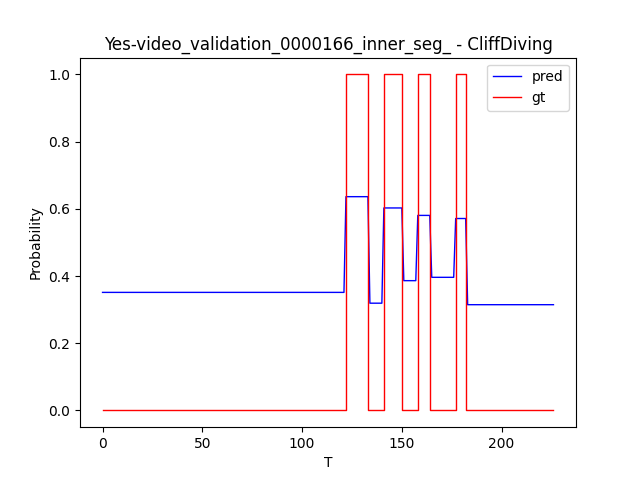 Yes-video_validation_0000166_inner_seg_ - CliffDiving
pred
gt
1.0
0.8
0.6
0.4
0.2
0.0
Probability
0
50
100
150
200
T